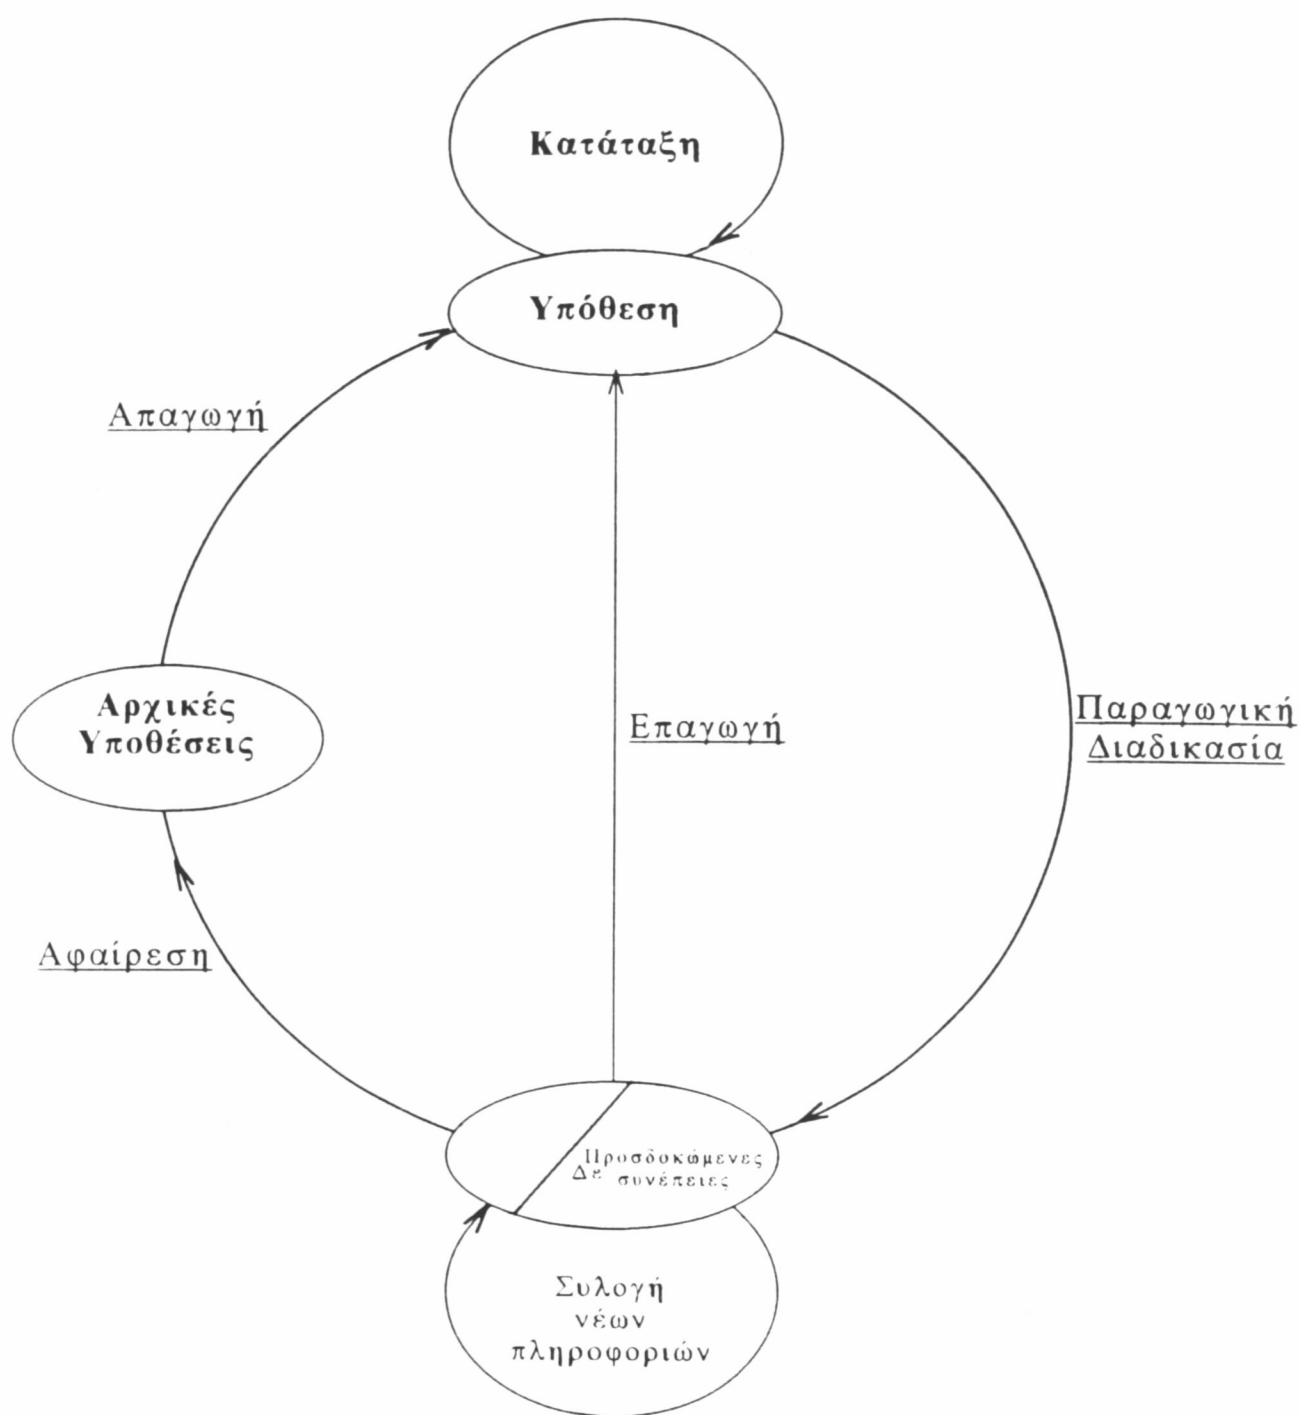 Κατάταξη
Υπόθεση
Απαγωγή
Αρχικές
Υποθέσεις
Επαγωγή
Παραγωγική
Διαδικασία
Αφαίρεση
Προσδοκώμενες
Δε συνέπειες
Συλογή
νέων
πληροφοριών